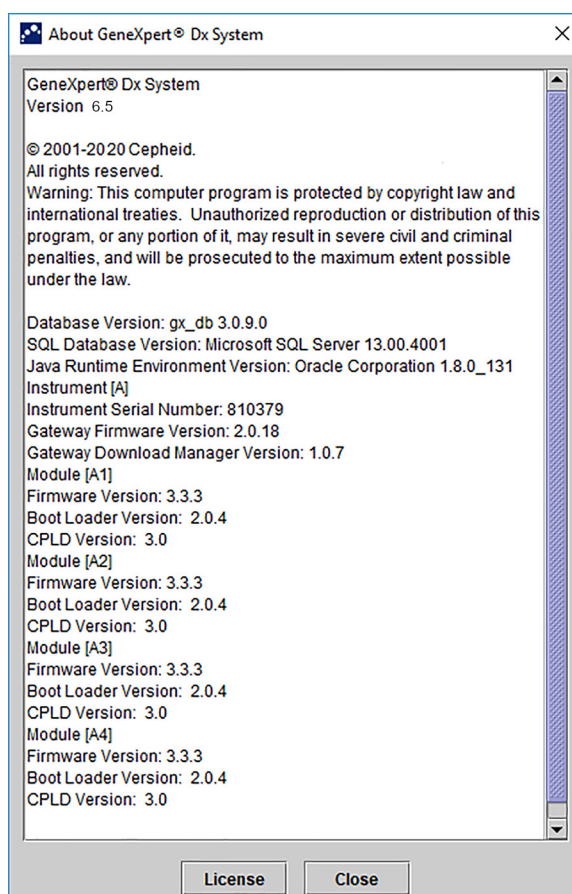 About GeneXpert® Dx System
GeneXpert® Dx System
Version 6.5
© 2001-2020 Cepheid.
All rights reserved.
Warning: This computer program is protected by copyright law and
international treaties. Unauthorized reproduction or distribution of this
program, or any portion of it, may result in severe civil and criminal
penalties, and will be prosecuted to the maximum extent possible
under the law.
Database Version: gx_db 3.0.9.0
SQL Database Version: Microsoft SQL Server 13.00.4001
Java Runtime Environment Version: Oracle Corporation 1.8.0_131
Instrument [A]
Instrument Serial Number: 810379
Gateway Firmware Version: 2.0.18
Gateway Download Manager Version: 1.0.7
Module [A1]
Firmware Version: 3.3.3
Boot Loader Version: 2.0.4
CPLD Version: 3.0
Module [A2]
Firmware Version: 3.3.3
Boot Loader Version: 2.0.4
CPLD Version: 3.0
Module [A3]
Firmware Version: 3.3.3
Boot Loader Version: 2.0.4
CPLD Version: 3.0
Module [A4]
Firmware Version: 3.3.3
Boot Loader Version: 2.0.4
CPLD Version: 3.0
License Close